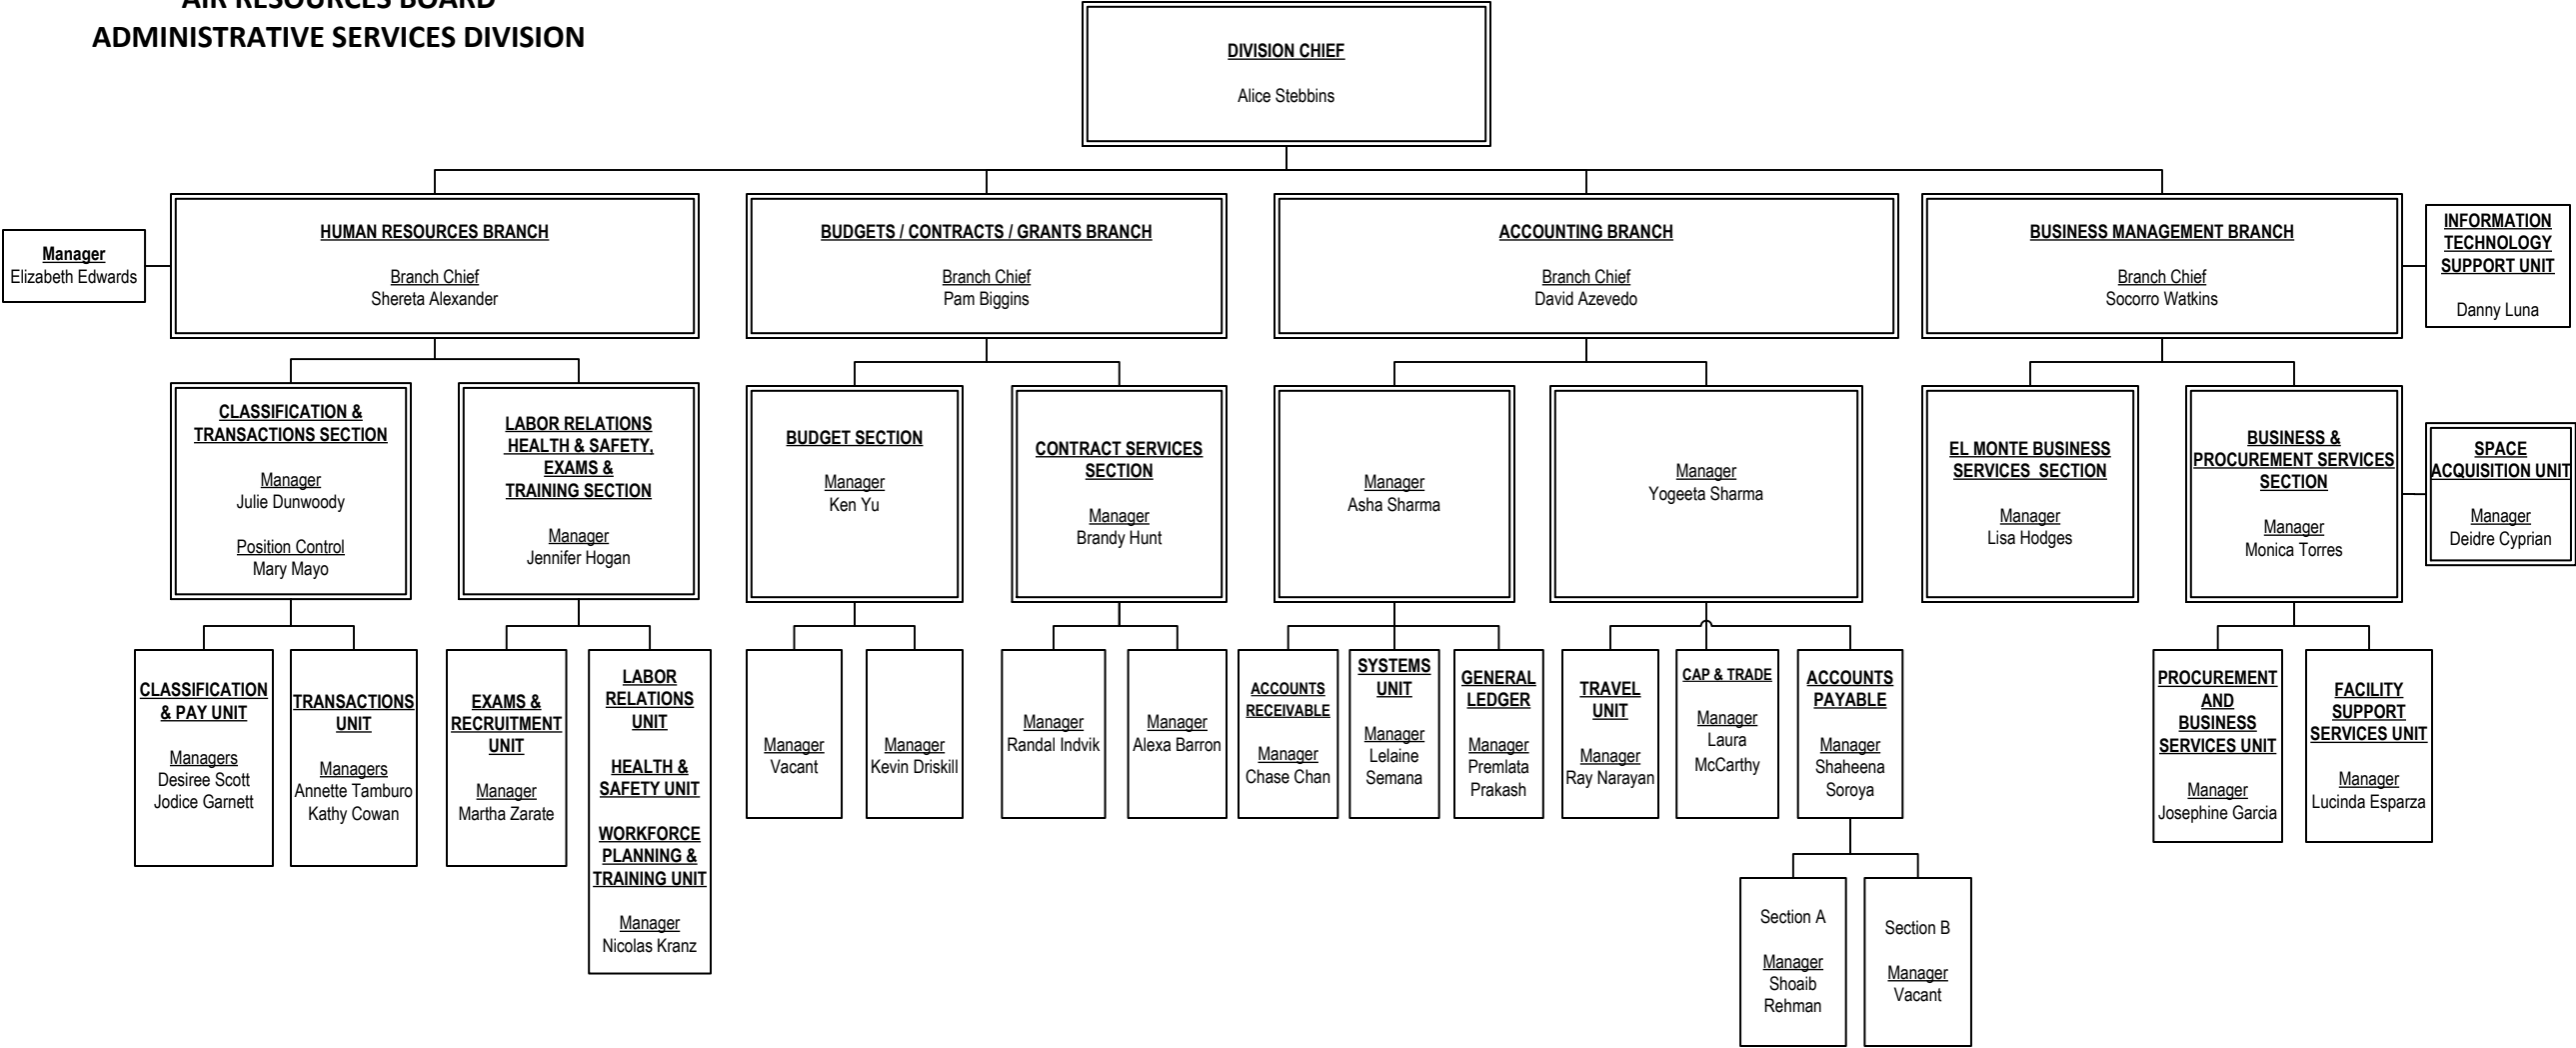 AIR RESOURCES BOARD
ADMINISTRATIVE SERVICES DIVISION
DIVISION CHIEF
Alice Stebbins
Manager
Elizabeth Edwards
HUMAN RESOURCES BRANCH
Branch Chief
Shereta Alexander
BUDGETS / CONTRACTS / GRANTS BRANCH
Branch Chief
Pam Biggins
ACCOUNTING BRANCH
Branch Chief
David Azevedo
BUSINESS MANAGEMENT BRANCH
Branch Chief
Socorro Watkins
INFORMATION
TECHNOLOGY
SUPPORT UNIT
Danny Luna
CLASSIFICATION &
TRANSACTIONS SECTION
Manager
Julie Dunwoody
Position Control
Mary Mayo
LABOR RELATIONS
HEALTH & SAFETY,
EXAMS &
TRAINING SECTION
Manager
Jennifer Hogan
BUDGET SECTION
Manager
Ken Yu
CONTRACT SERVICES
SECTION
Manager
Brandy Hunt
Manager
Asha Sharma
Manager
Yogeeta Sharma
EL MONTE BUSINESS
SERVICES SECTION
Manager
Lisa Hodges
BUSINESS &
PROCUREMENT SERVICES
SECTION
Manager
Monica Torres
SPACE
ACQUISITION UNIT
Manager
Deidre Cyprian
CLASSIFICATION
& PAY UNIT
Managers
Desiree Scott
Jodice Garnett
TRANSACTIONS
UNIT
Managers
Annette Tamburo
Kathy Cowan
EXAMS &
RECRUITMENT
UNIT
Manager
Martha Zarate
LABOR
RELATIONS
UNIT
HEALTH &
SAFETY UNIT
WORKFORCE
PLANNING &
TRAINING UNIT
Manager
Nicolas Kranz
Manager
Vacant
Manager
Kevin Driskill
Manager
Randal Indvik
Manager
Alexa Barron
ACCOUNTS
RECEIVABLE
Manager
Chase Chan
SYSTEMS
UNIT
Manager
Lelaine
Semana
GENERAL
LEDGER
Manager
Premlata
Prakash
TRAVEL
UNIT
Manager
Ray Narayan
CAP & TRADE
Manager
Laura
McCarthy
ACCOUNTS
PAYABLE
Manager
Shaheena
Soroya
PROCUREMENT
AND
BUSINESS
SERVICES UNIT
Manager
Josephine Garcia
FACILITY
SUPPORT
SERVICES UNIT
Manager
Lucinda Esparza
Section A
Manager
Shoaib
Rehman
Section B
Manager
Vacant